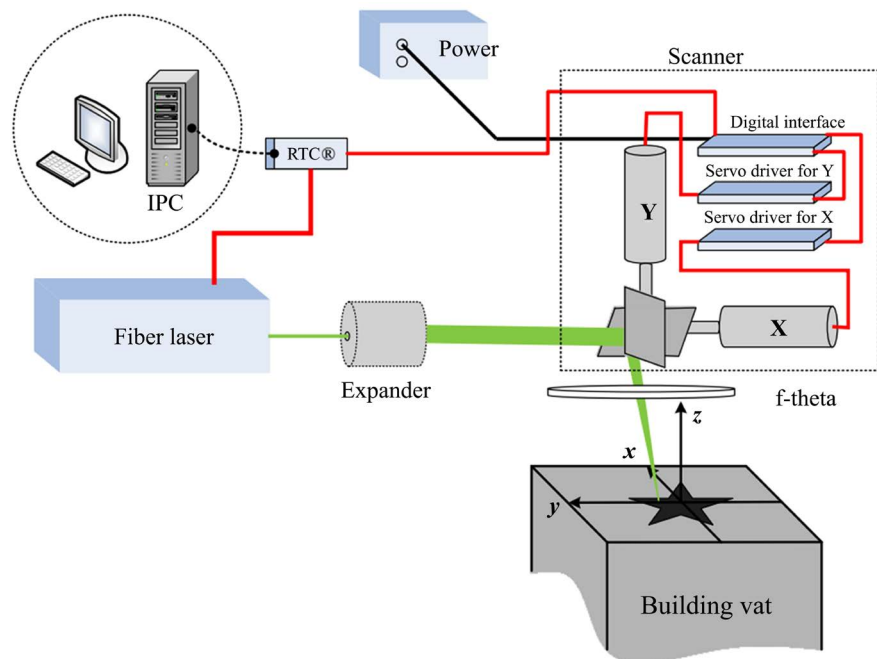 Power
Scanner
Digital interface
RTC®
Servo driver for Y
IPC
Y
Servo driver for X
Fiber laser
X
Expander
f-theta
z
x
y
Building vat